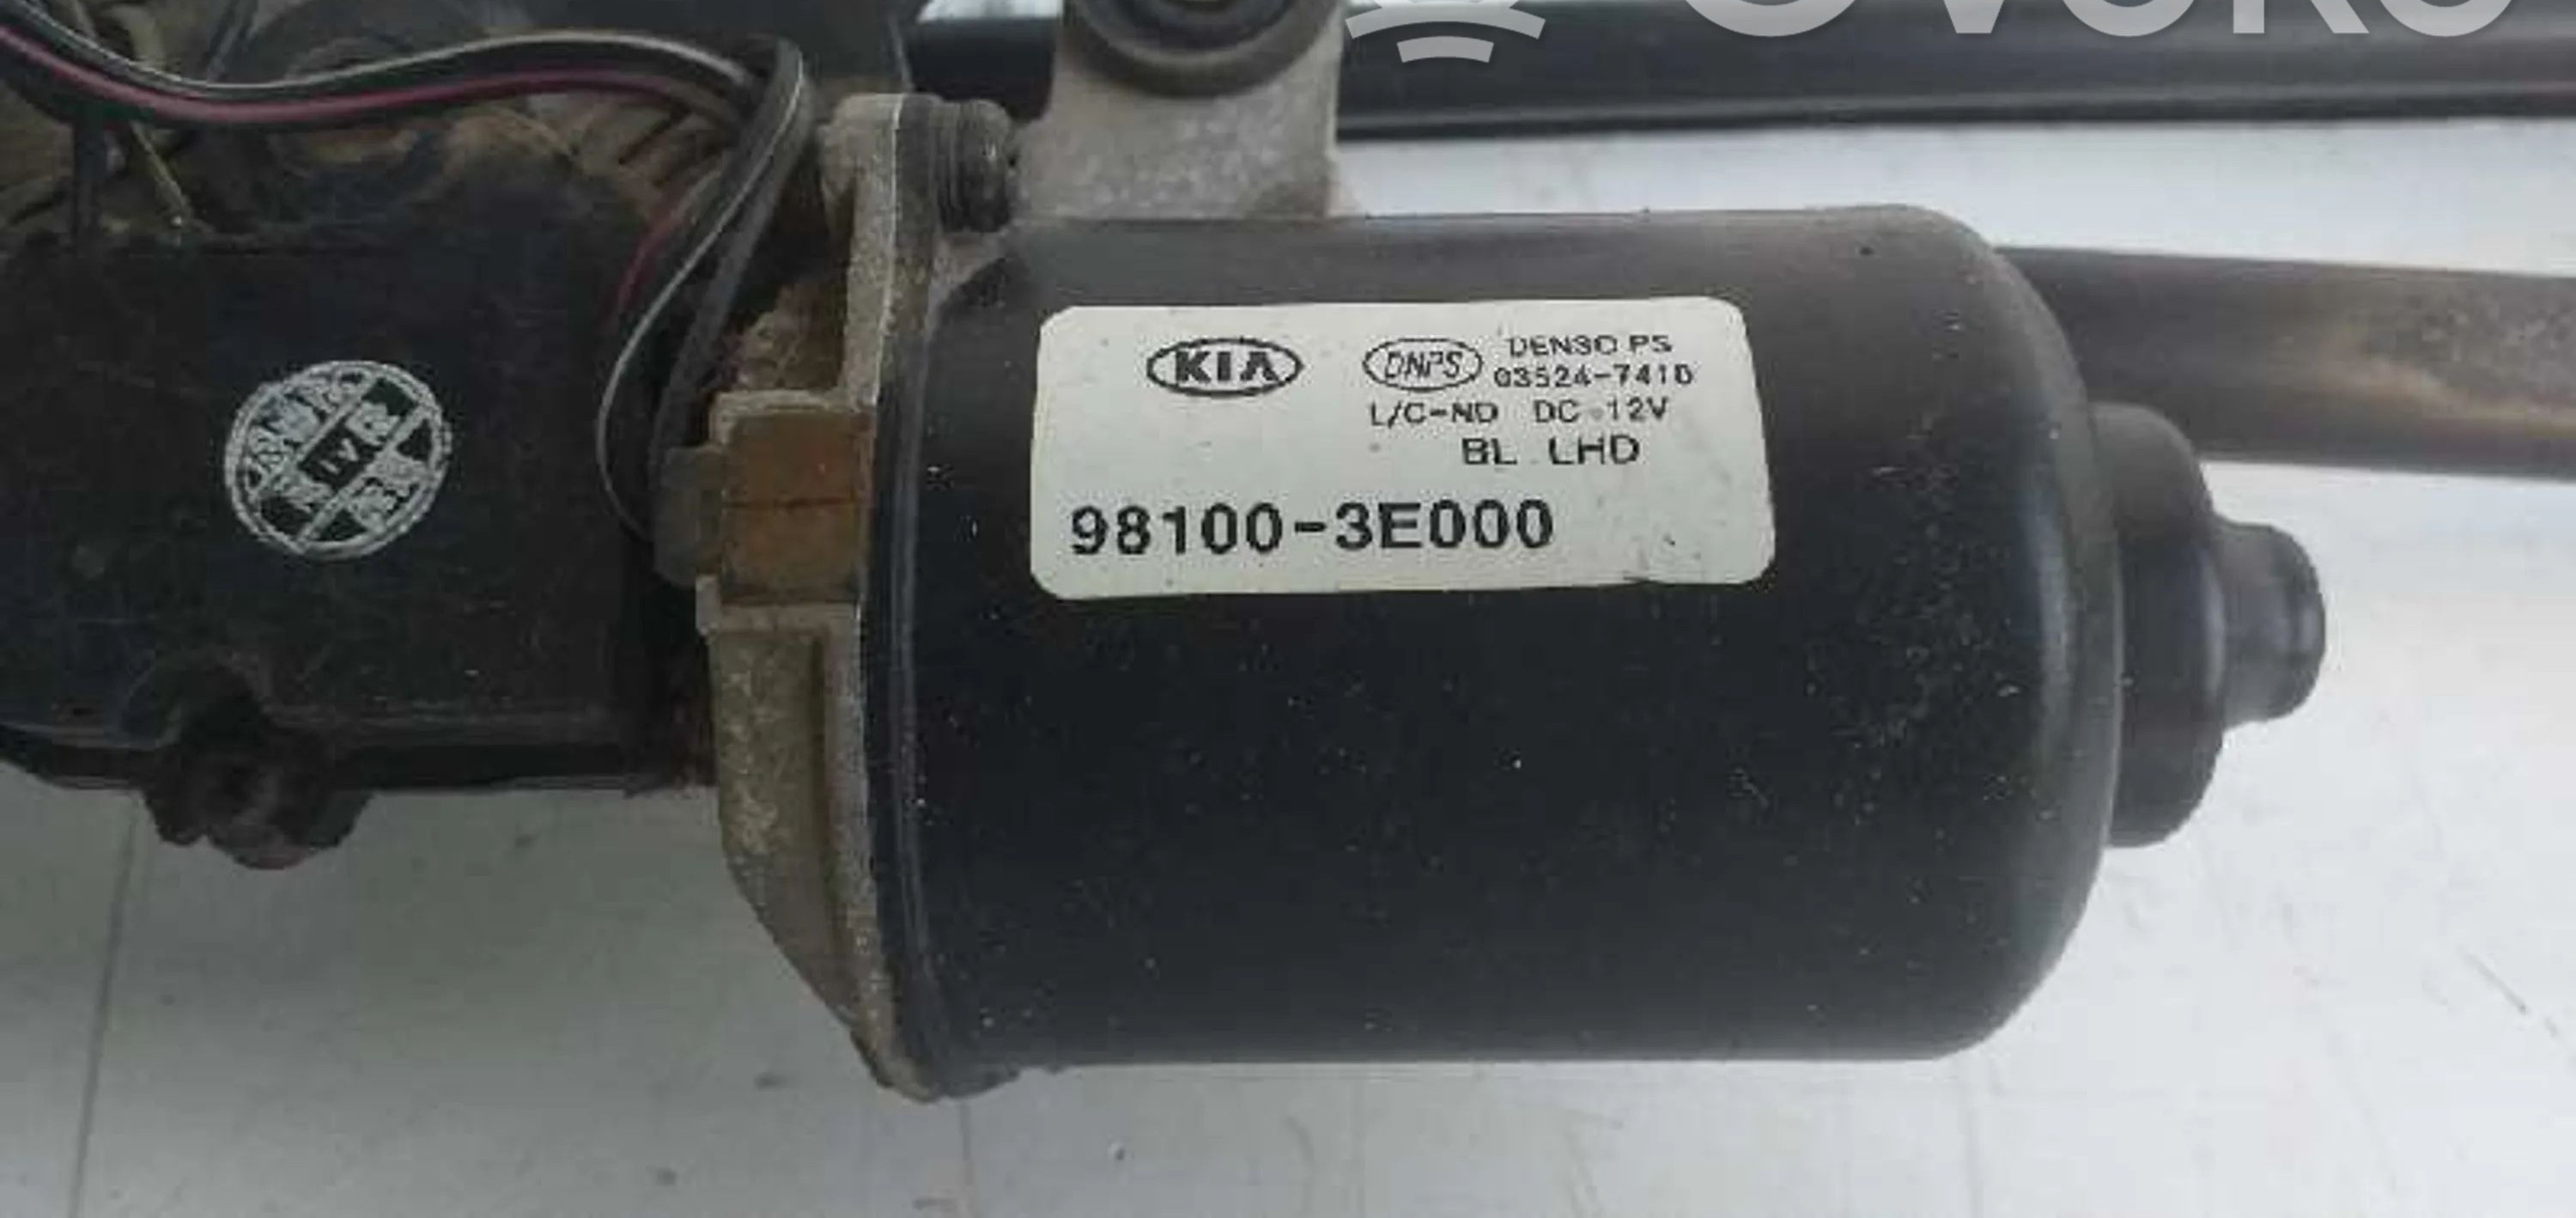 KIA
DNPS
DENSO PS
03524-7410
L/C-ND DC 12V
BL LHD
98100-3E000